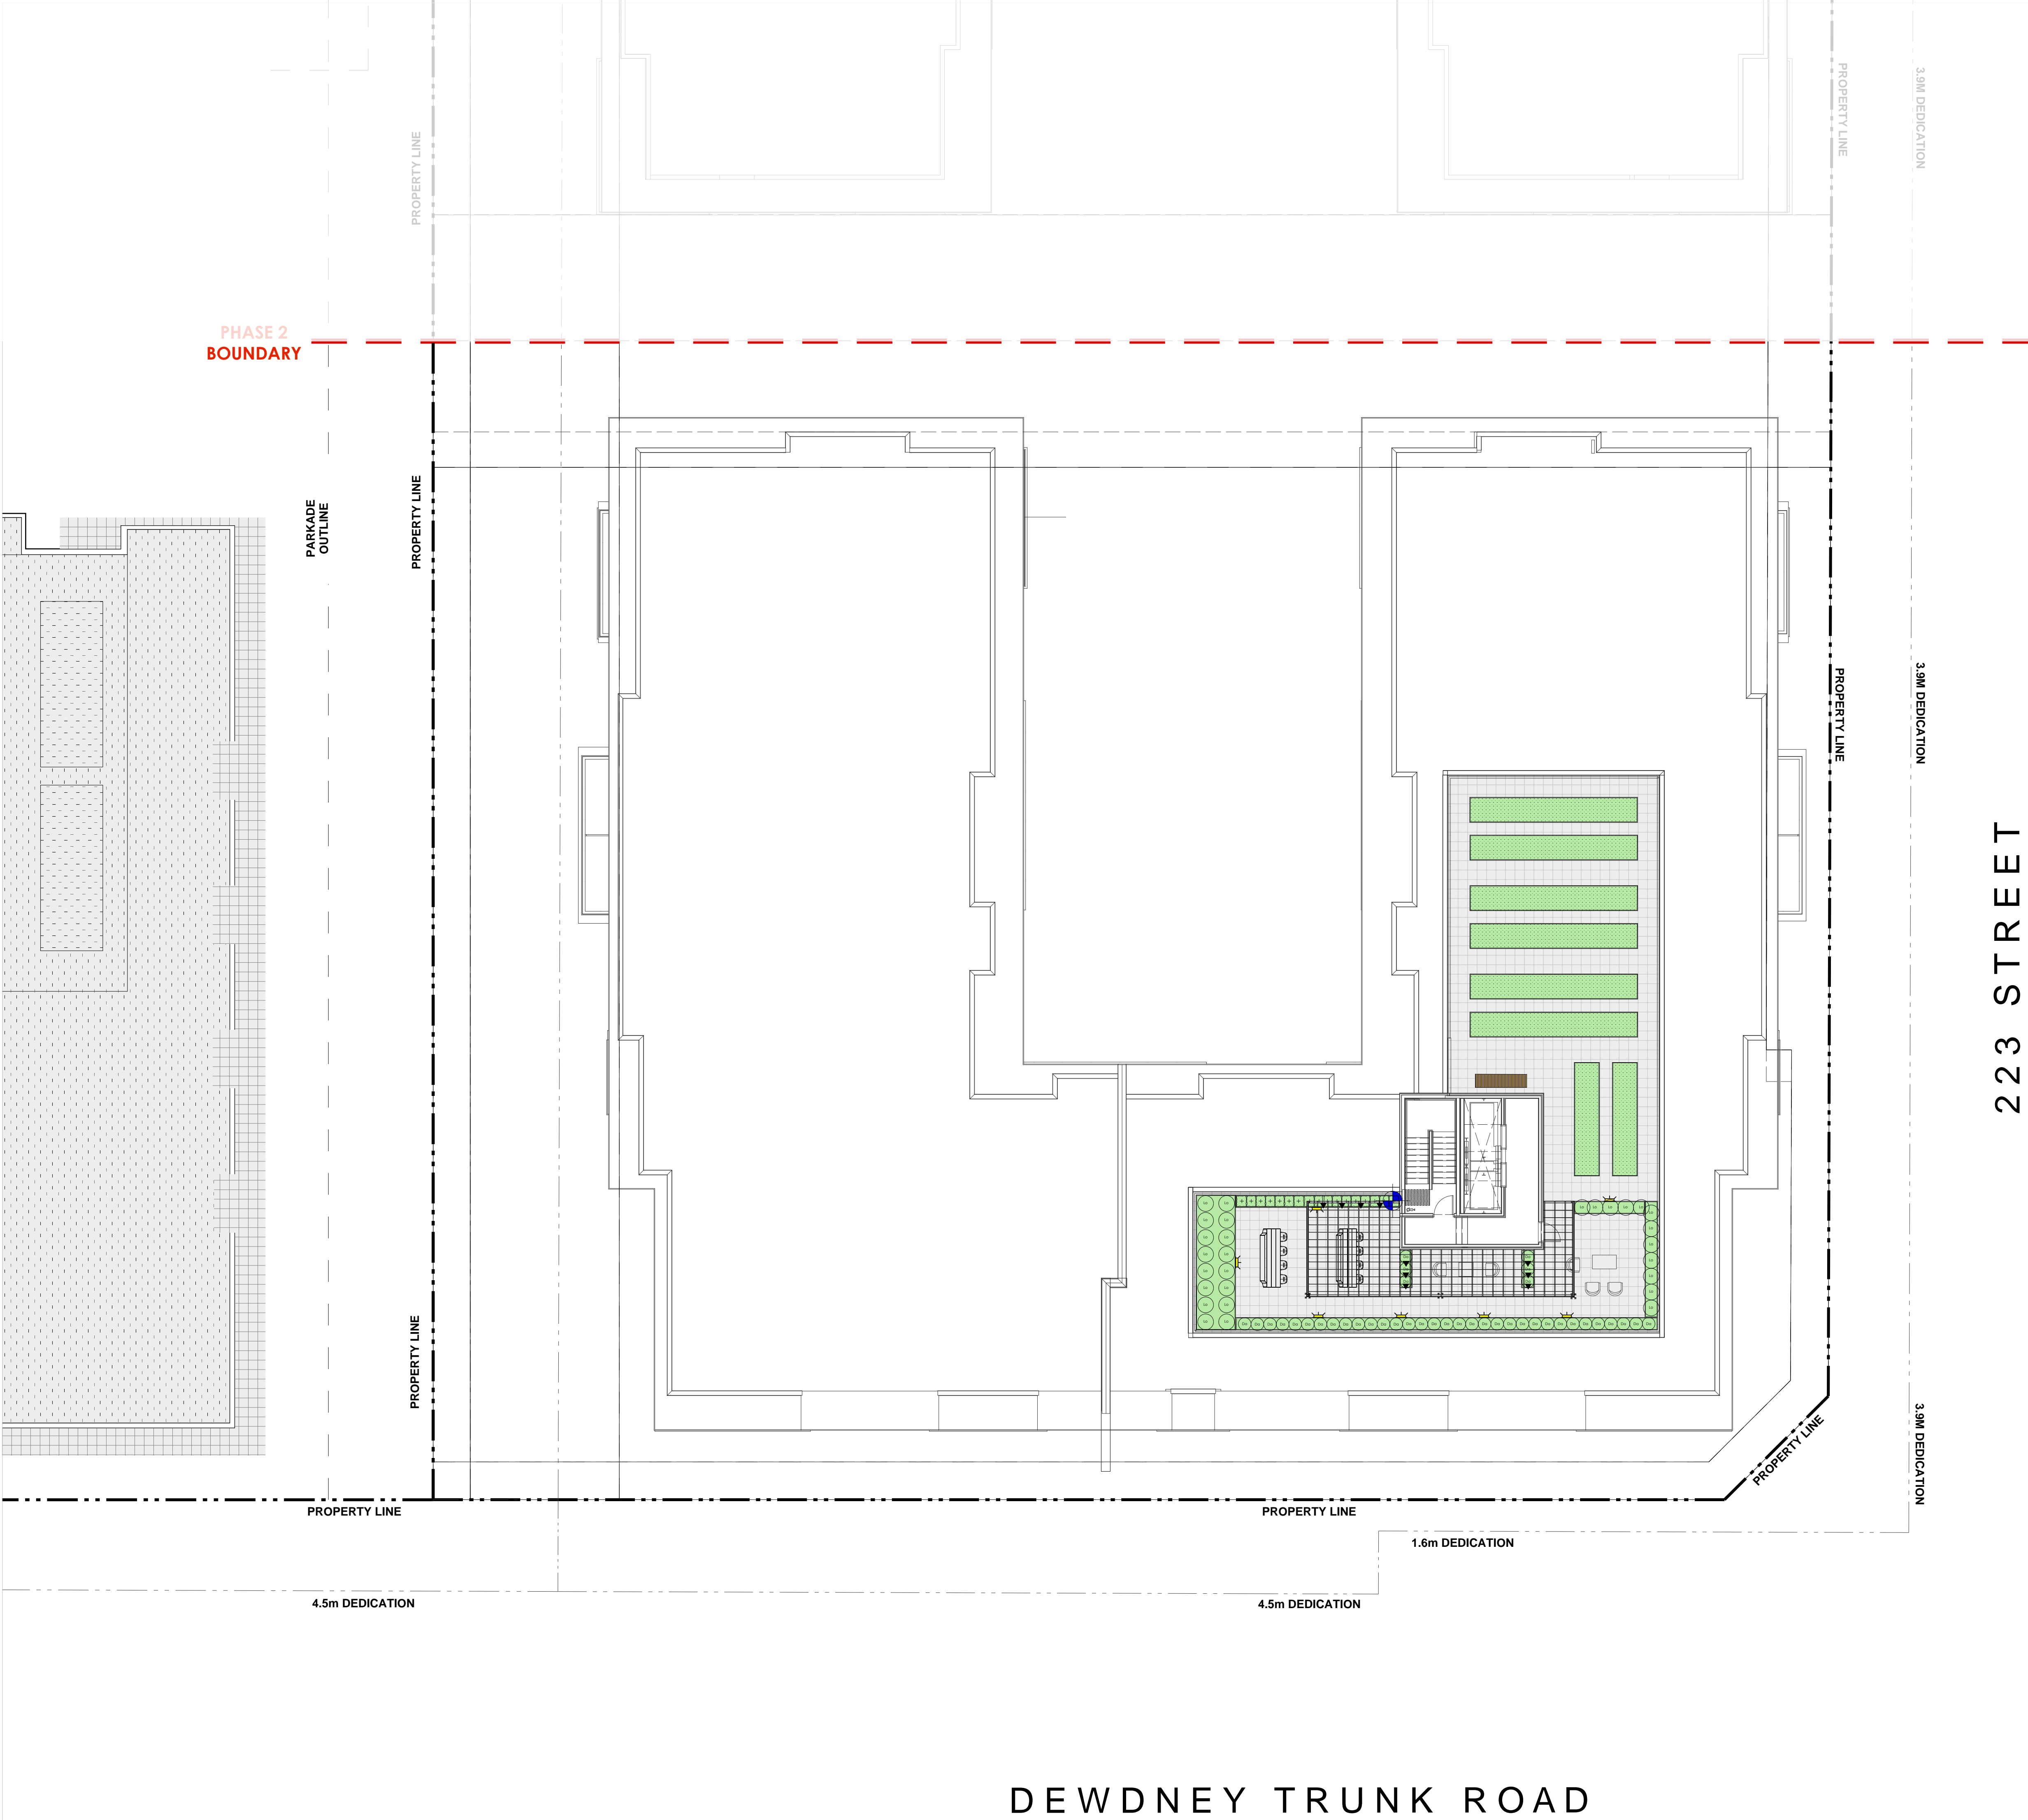 PROPERTY LINE
PROPERTY LINE
3.9M DEDICATION
PHASE 2
BOUNDARY
PARKADE
OUTLINE
PROPERTY LINE
PROPERTY LINE
3.9M DEDICATION
223 STREET
PROPERTY LINE
PROPERTY LINE
3.9M DEDICATION
PROPERTY LINE
PROPERTY LINE
1.6m DEDICATION
4.5m DEDICATION
4.5m DEDICATION
DEWDNEY TRUNK ROAD